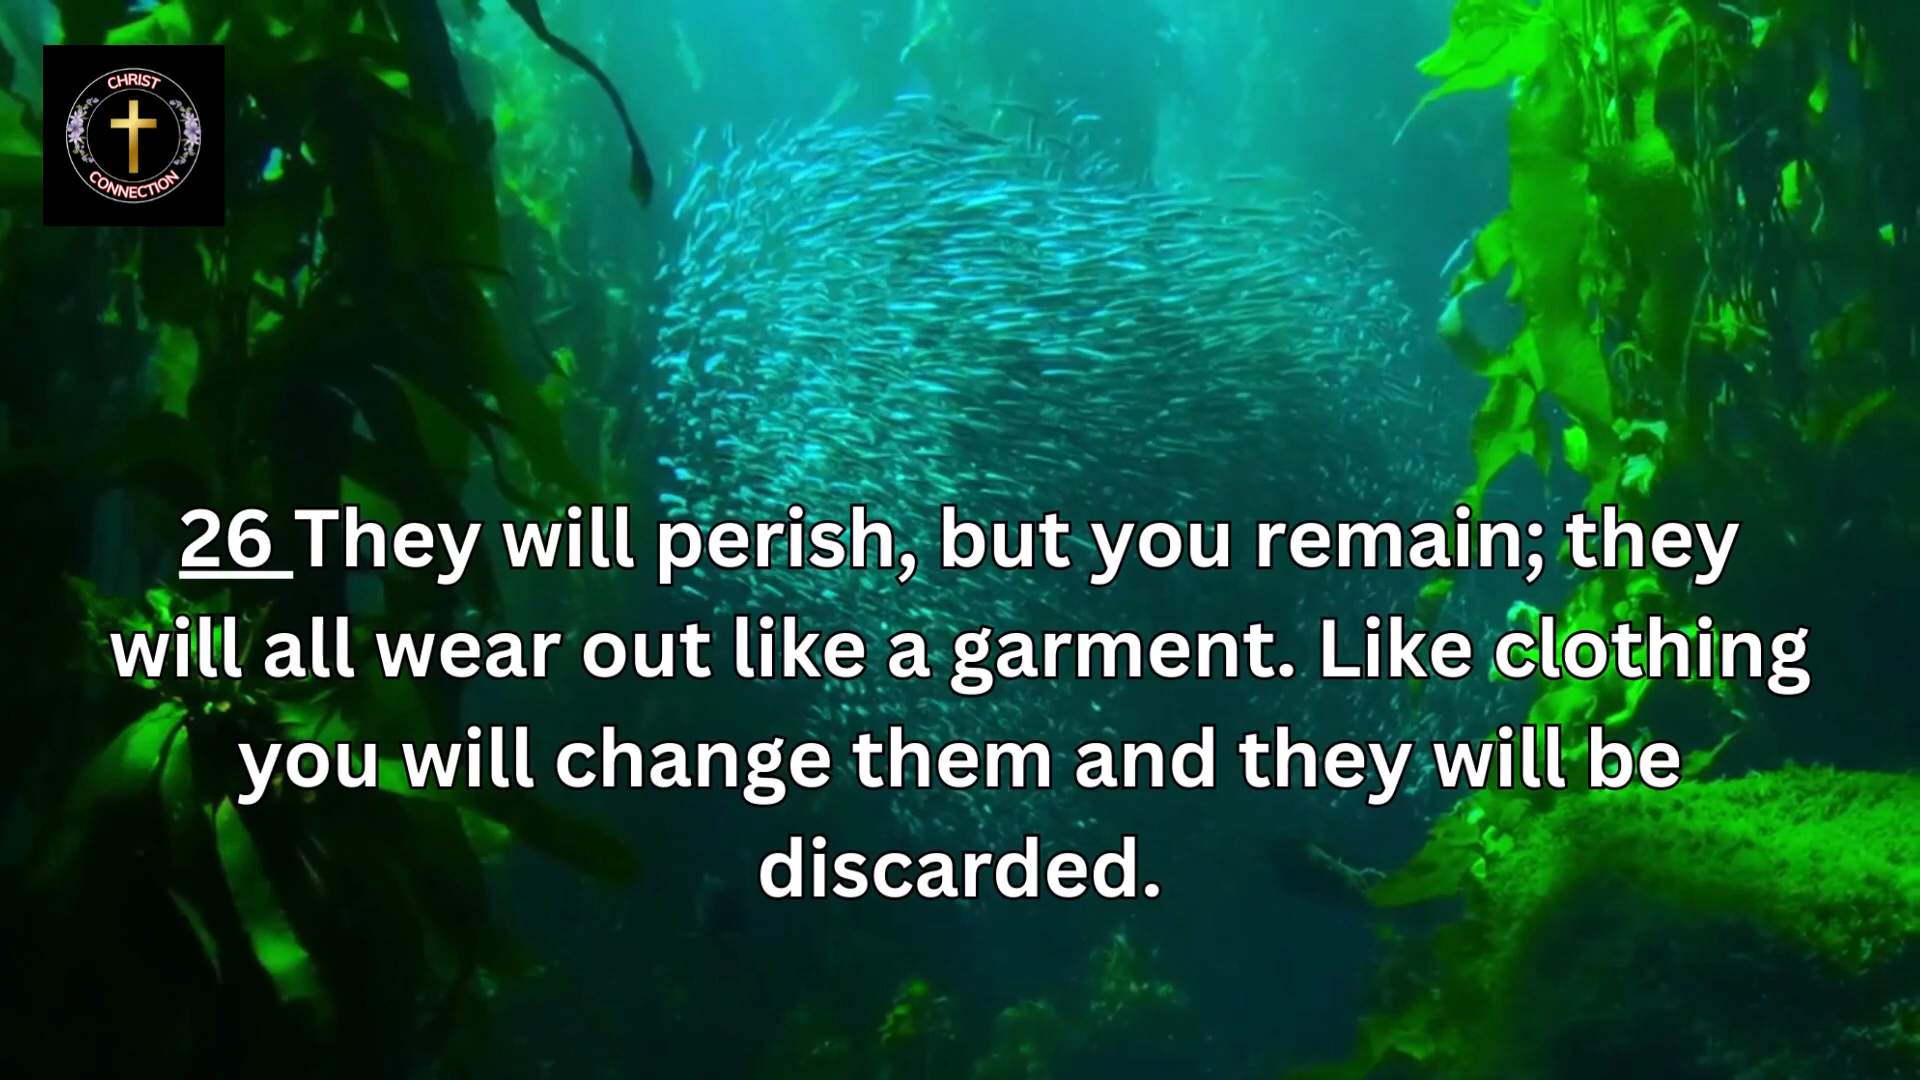 CHRIST
CONNECTION
26 They will perish, but you remain; they
will all wear out like a garment. Like clothing
you will change them and they will be
discarded.